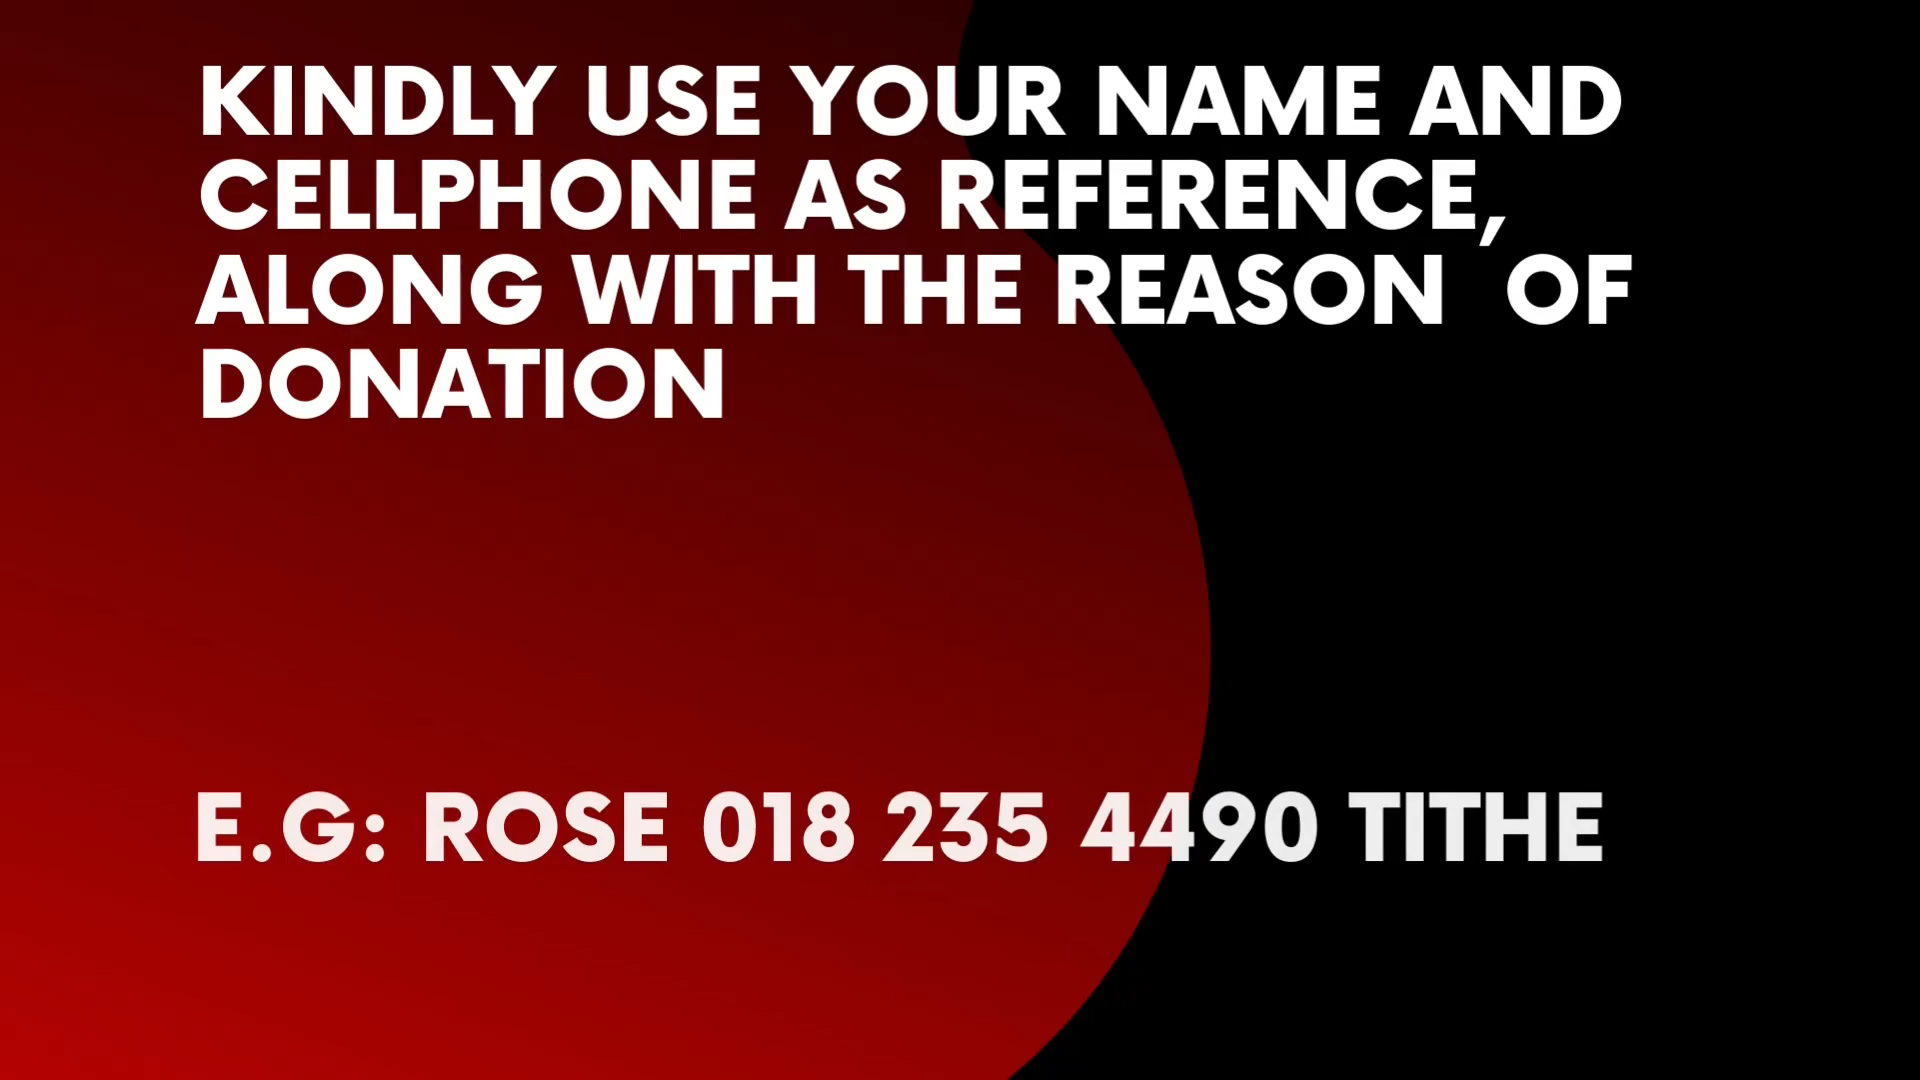 KINDLY USE YOUR NAME AND
CELLPHONE AS REFERENCE,
ALONG WITH THE REASON  OF
DONATION
E.G: ROSE 018 235 4490 TITHE